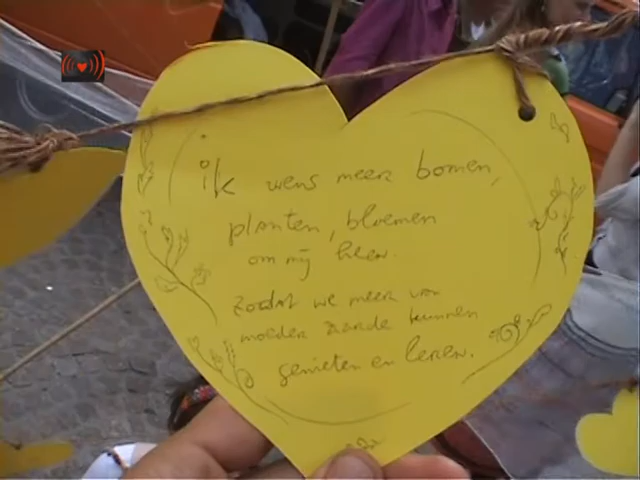 ik wens meer bomen,
planten, bloemen
om mij heen.
zodat we meer van
moeder aarde kunnen
genieten en leren.